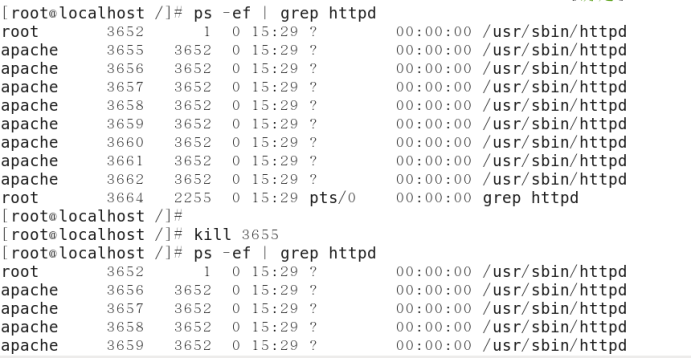 [root@localhost /]# ps -ef | grep httpd
root 3652 1 0 15:29 ? 00:00:00 /usr/sbin/httpd
apache 3655 3652 0 15:29 ? 00:00:00 /usr/sbin/httpd
apache 3656 3652 0 15:29 ? 00:00:00 /usr/sbin/httpd
apache 3657 3652 0 15:29 ? 00:00:00 /usr/sbin/httpd
apache 3658 3652 0 15:29 ? 00:00:00 /usr/sbin/httpd
apache 3659 3652 0 15:29 ? 00:00:00 /usr/sbin/httpd
apache 3660 3652 0 15:29 ? 00:00:00 /usr/sbin/httpd
apache 3661 3652 0 15:29 ? 00:00:00 /usr/sbin/httpd
apache 3662 3652 0 15:29 ? 00:00:00 /usr/sbin/httpd
root 3664 2255 0 15:29 pts/0 00:00:00 grep httpd
[root@localhost /]#
[root@localhost /]# kill 3655
[root@localhost /]# ps -ef | grep httpd
root 3652 1 0 15:29 ? 00:00:00 /usr/sbin/httpd
apache 3656 3652 0 15:29 ? 00:00:00 /usr/sbin/httpd
apache 3657 3652 0 15:29 ? 00:00:00 /usr/sbin/httpd
apache 3658 3652 0 15:29 ? 00:00:00 /usr/sbin/httpd
apache 3659 3652 0 15:29 ? 00:00:00 /usr/sbin/httpd